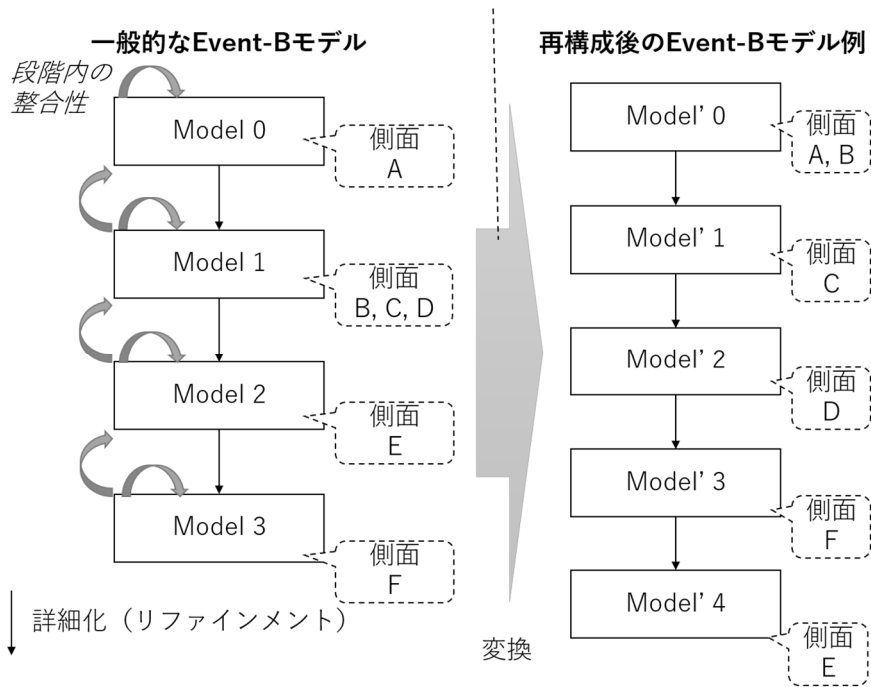 一般的なEvent-Bモデル
段階内の
整合性
Model 0
側面
A
Model 1
側面
B, C, D
Model 2
側面
E
Model 3
側面
F
詳細化（リファインメント）
変換
再構成後のEvent-Bモデル例
Model’ 0
側面
A, B
Model’ 1
側面
C
Model’ 2
側面
D
Model’ 3
側面
F
Model’ 4
側面
E